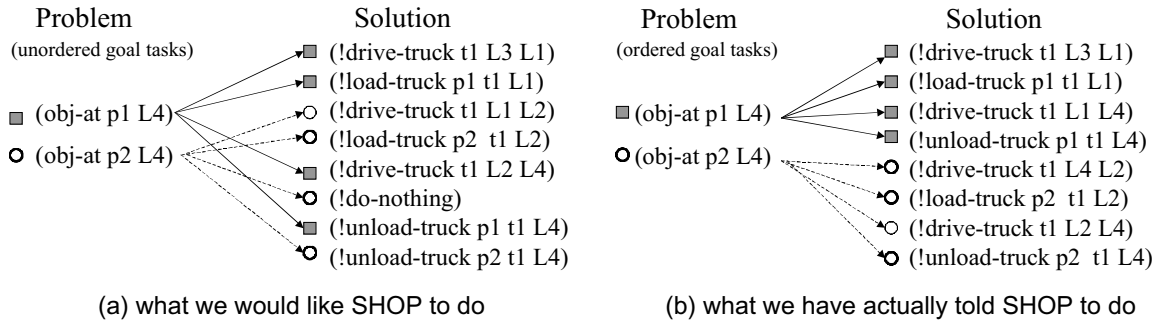 Problem
(unordered goal tasks)
(obj-at p1 L4)
(obj-at p2 L4)
Solution
(!drive-truck t1 L3 L1)
(!load-truck p1 t1 L1)
(!drive-truck t1 L1 L2)
(!load-truck p2 t1 L2)
(!drive-truck t1 L2 L4)
(!do-nothing)
(!unload-truck p1 t1 L4)
(!unload-truck p2 t1 L4)
(a) what we would like SHOP to do
Problem
(ordered goal tasks)
(obj-at p1 L4)
(obj-at p2 L4)
Solution
(!drive-truck t1 L3 L1)
(!load-truck p1 t1 L1)
(!drive-truck t1 L1 L4)
(!unload-truck p1 t1 L4)
(!drive-truck t1 L4 L2)
(!load-truck p2 t1 L2)
(!drive-truck t1 L2 L4)
(!unload-truck p2 t1 L4)
(b) what we have actually told SHOP to do